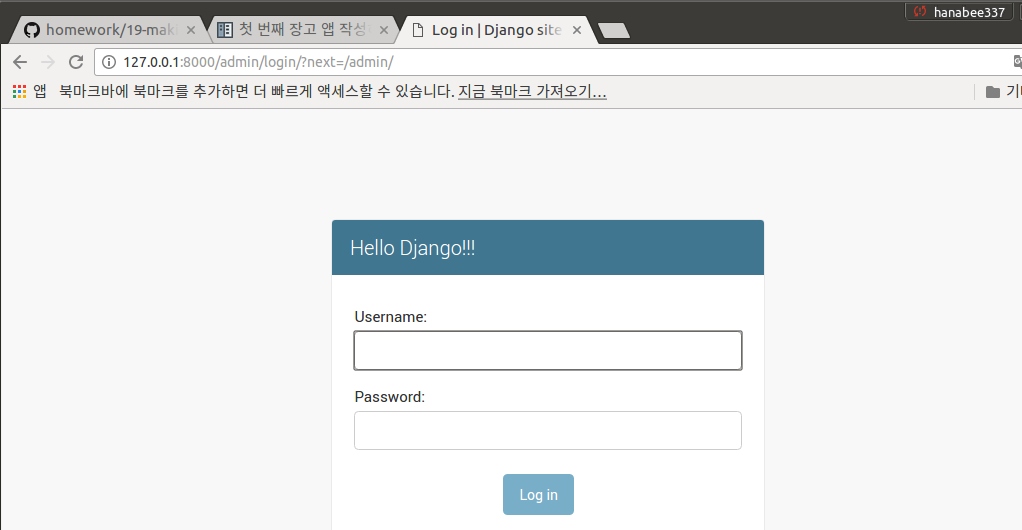 hanabee337
homework/19-mak
첫 번째 장고 앱 작성
Log in | Django site
127.0.0.1:8000/admin/login/?next=/admin/
앱 북마크바에 북마크를 추가하면 더 빠르게 액세스할 수 있습니다. 지금 북마크 가져오기...
Hello Django!!!
Username:
Password:
Log in